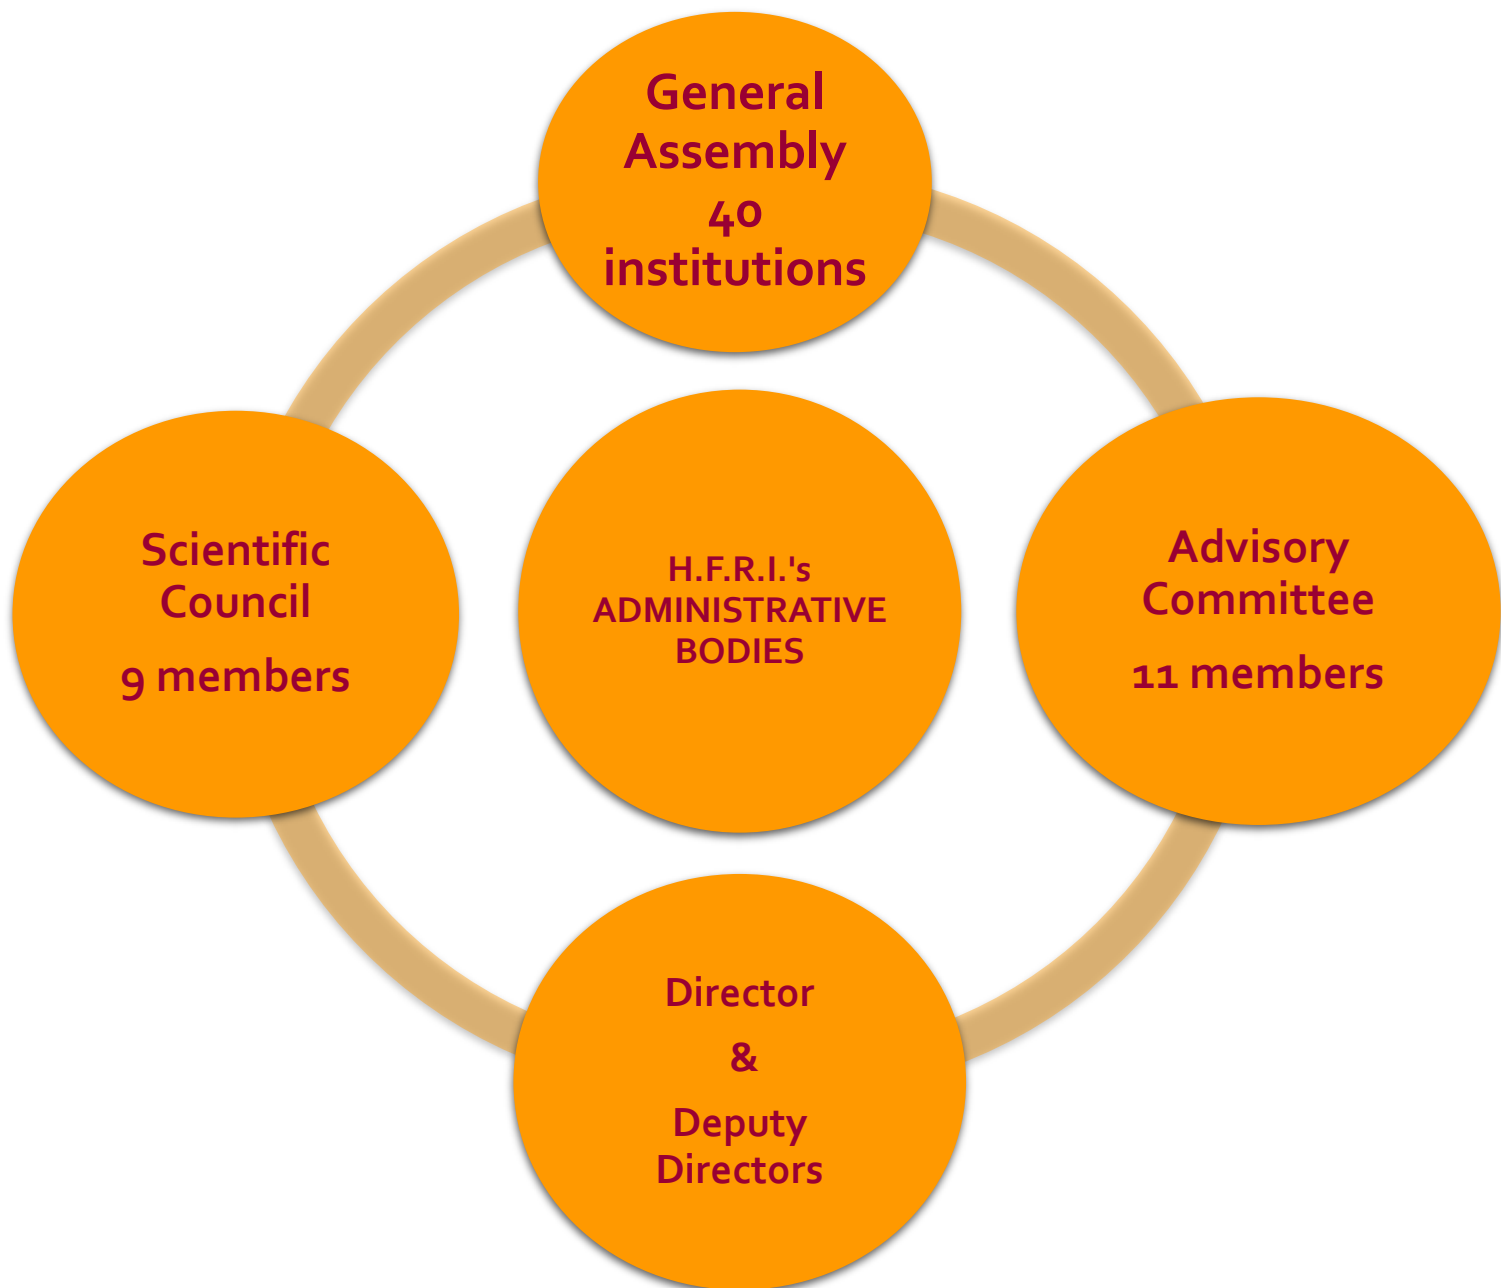 General
Assembly
40
institutions
Scientific
Council
9 members
H.F.R.I.'s
ADMINISTRATIVE
BODIES
Advisory
Committee
11 members
Director
&
Deputy
Directors